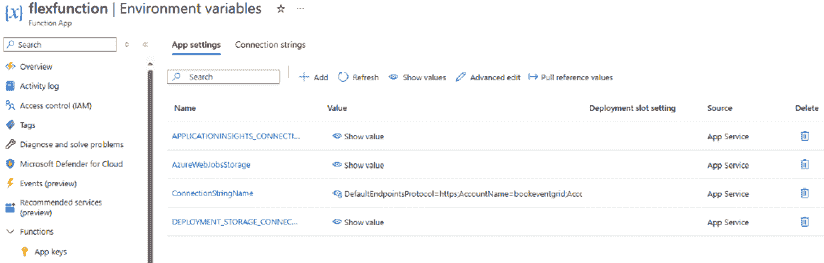 flexfunction | Environment variables
Function App
Search
App settings Connection strings
Overview
Activity log
Access control (IAM)
Tags
Diagnose and solve problems
Microsoft Defender for Cloud
Events (preview)
Recommended services
(preview)
Functions
App keys
Search Add Refresh Show values Advanced edit Pull reference values
Name Value Deployment slot setting Source Delete
APPLICATIONINSIGHTS_CONNECTI... Show value App Service
AzureWebJobsStorage Show value App Service
ConnectionStringName DefaultEndpointsProtocol=https;AccountName=bookeventgrid;Acc App Service
DEPLOYMENT_STORAGE_CONNEC... Show value App Service